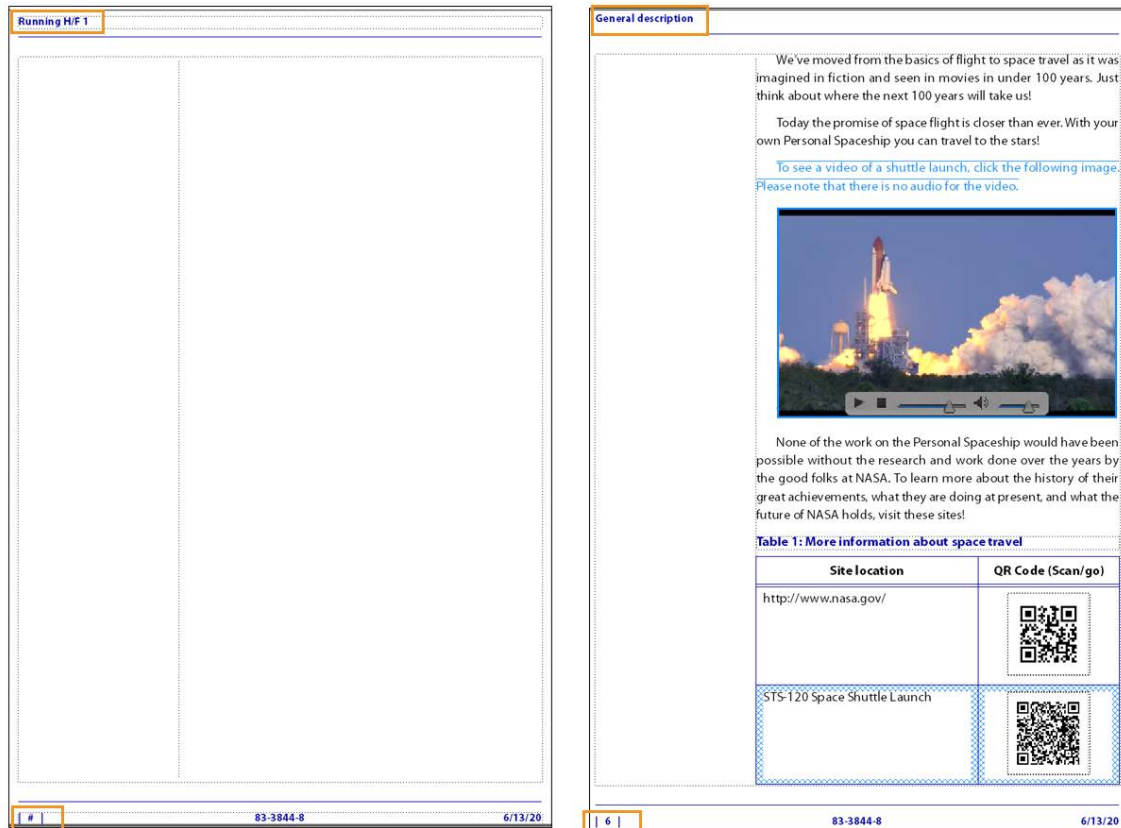 Running H/F 1
| # |
83-3844-8
6/13/20
General description
We've moved from the basics of flight to space travel as it was
imagined in fiction and seen in movies in under 100 years. Just
think about where the next 100 years will take us!
Today the promise of space flight is closer than ever. With your
own Personal Spaceship you can travel to the stars!
To see a video of a shuttle launch, click the following image.
Please note that there is no audio for the video.
None of the work on the Personal Spaceship would have been
possible without the research and work done over the years by
the good folks at NASA. To learn more about the history of their
great achievements, what they are doing at present, and what the
future of NASA holds, visit these sites!
Table 1: More information about space travel
Site location
QR Code (Scan/go)
http://www.nasa.gov/
STS-120 Space Shuttle Launch
| 6 |
83-3844-8
6/13/20